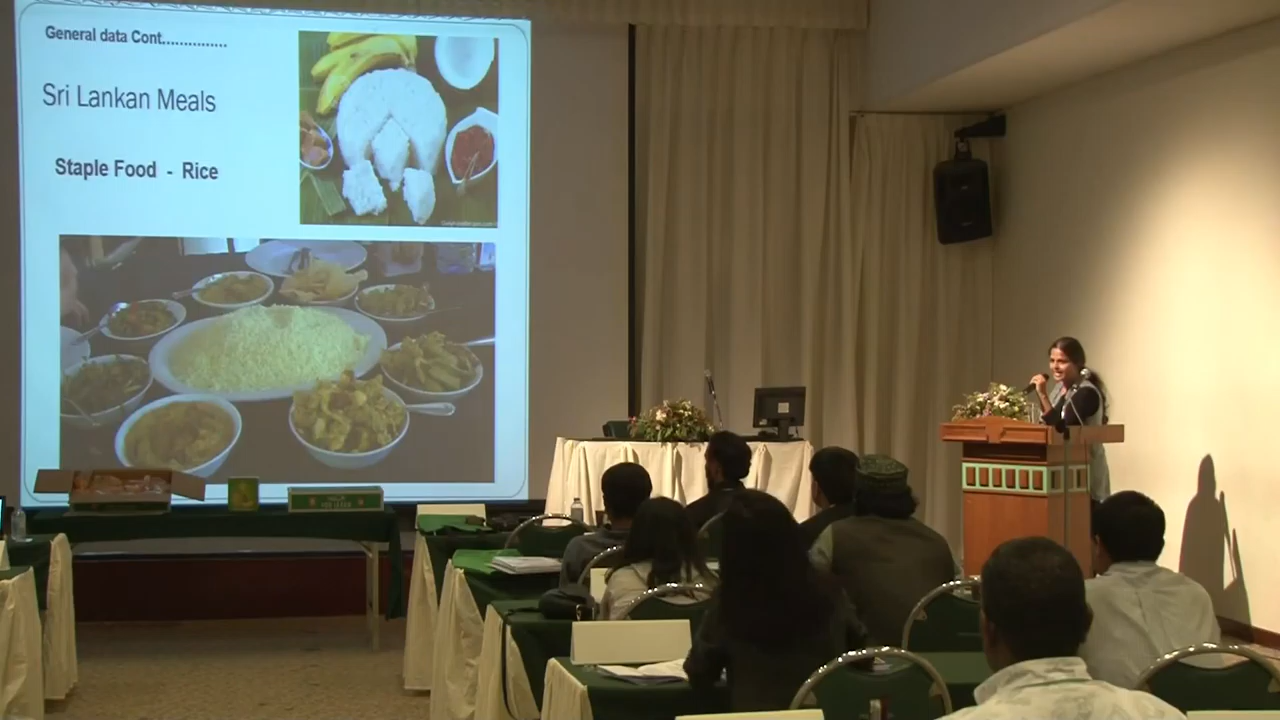 General data Cont...............
Sri Lankan Meals
Staple Food - Rice